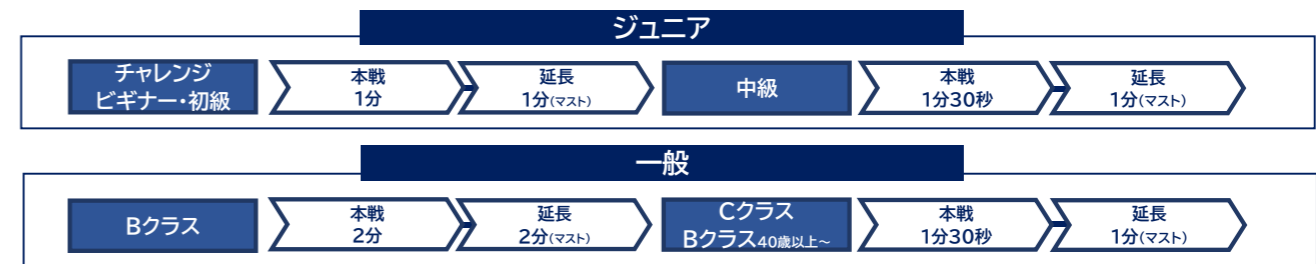 ジュニア
チャレンジ
ビギナー・初級
本戦
1分
延長
1分(マスト)
中級
本戦
1分30秒
延長
1分(マスト)
一般
Bクラス
本戦
2分
延長
2分(マスト)
Cクラス
Bクラス40歳以上~
本戦
1分30秒
延長
1分(マスト)